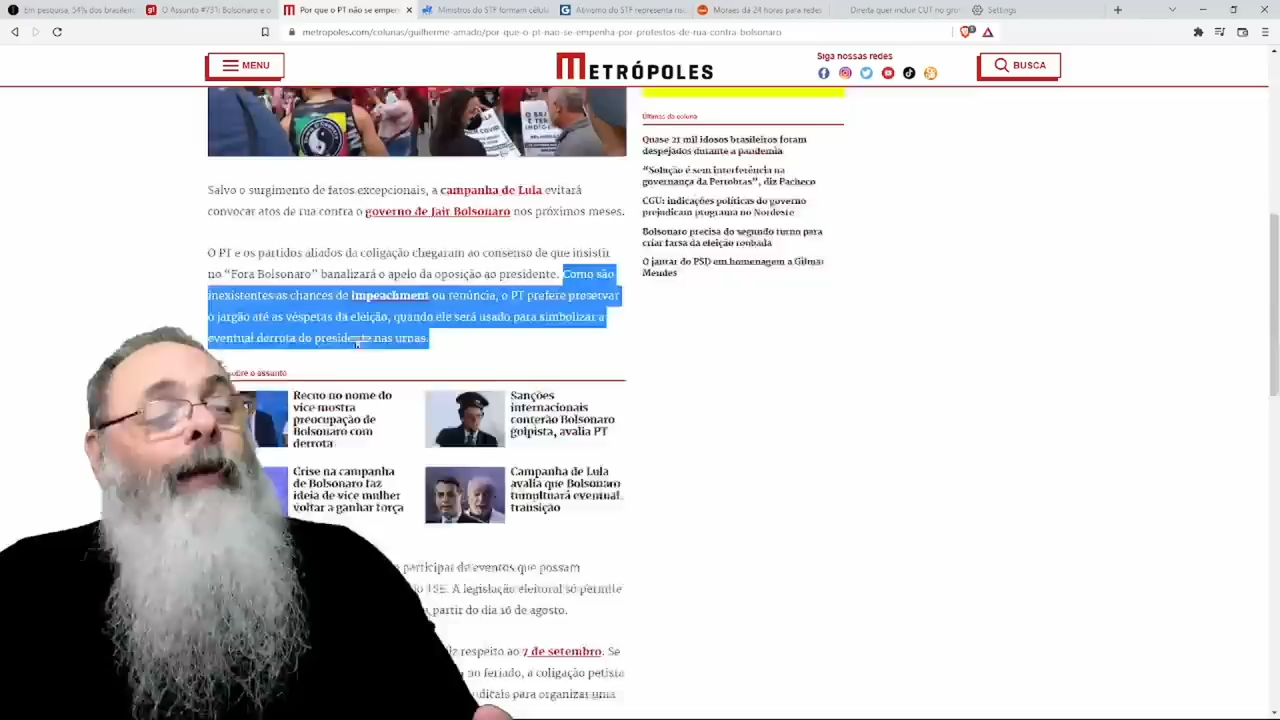 Em pesquisa, 54% dos brasileir
O Assunto #731: Bolsonaro e o
Por que o PT não se empen
Ministros do STF formam célula
Ativismo do STF representa
Moraes dá 24 horas para redes
Direita quer incluir CUT no
Settings
metropoles.com/colunas/guilherme-amado/por-que-o-pt-nao-se-empenha-por-protestos-de-rua-contra-bolsonaro
MENU
METRÓPOLES
Siga nossas redes
BUSCA
Salvo o surgimento de fatos excepcionais, a campanha de Lula evitará
convocar atos de rua contra o governo de Jair Bolsonaro nos próximos meses.
O PT e os partidos aliados da coligação chegaram ao consenso de que insistir
no “Fora Bolsonaro” banalizará o apelo da oposição ao presidente. Como são
inexistentes as chances de impeachment ou renúncia, o PT prefere preservar
o jargão até as vésperas da eleição, quando ele será usado para simbolizar a
eventual derrota do presidente nas urnas.
sobre o assunto
Recuo no nome do
vice mostra
preocupação de
Bolsonaro com
derrota
Sanções
internacionais
conterão Bolsonaro
golpista, avalia PT
Crise na campanha
de Bolsonaro faz
ideia de vice mulher
voltar a ganhar força
Campanha de Lula
avalia que Bolsonaro
tumultuará eventual
transição
participar de eventos que possam
TSE. A legislação eleitoral só permite
partir do dia 16 de agosto.
respeito ao 7 de setembro. Se
no feriado, a coligação petista
para organizar uma
Últimas da coluna
Quase 21 mil idosos brasileiros foram
despejados durante a pandemia
“Solução é sem interferência na
governança da Petrobras”, diz Pacheco
CGU: indicações políticas do governo
prejudicam programa no Nordeste
Bolsonaro precisa do segundo turno para
criar farsa da eleição roubada
O jantar do PSD em homenagem a Gilmar
Mendes